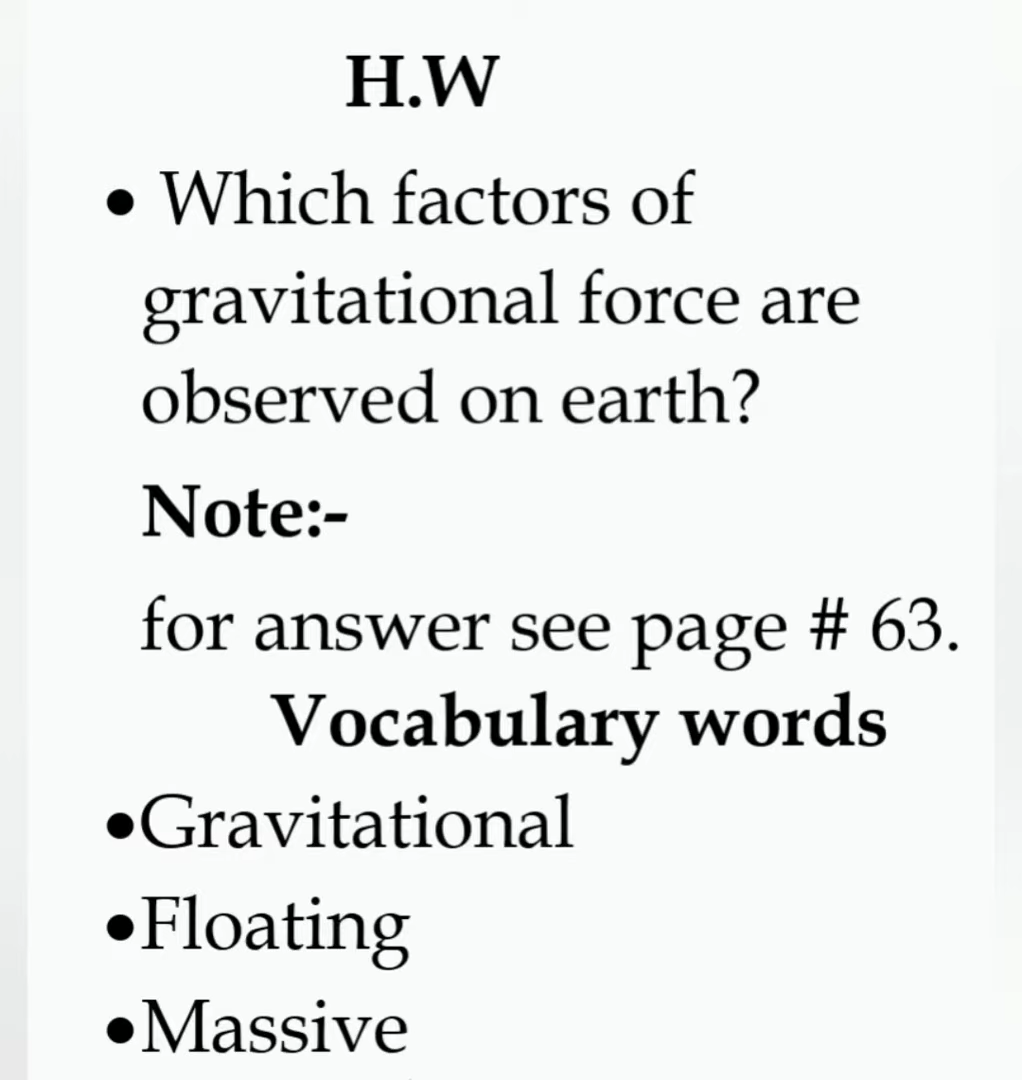 H.W
• Which factors of
gravitational force are
observed on earth?
Note:-
for answer see page # 63.
Vocabulary words
•Gravitational
•Floating
•Massive